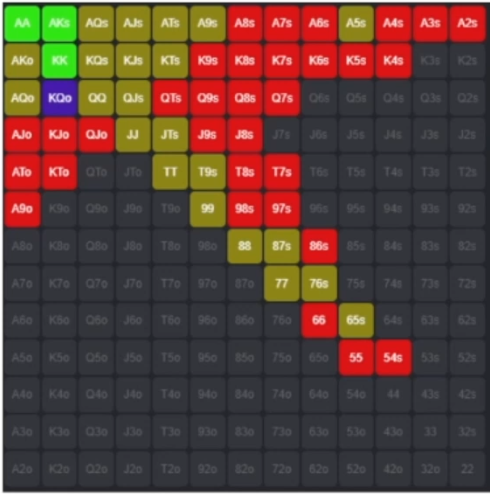 AA AKs AQs AJs ATs A9s A8s A7s A6s A5s A4s A3s A2s
AKo KK KQs KJs KTs K9s K8s K7s K6s K5s K4s K3s K2s
AQo KQo QQ QJs QTs Q9s Q8s Q7s Q6s Q5s Q4s Q3s Q2s
AJo KJo QJo JJ JTs J9s J8s J7s J6s J5s J4s J3s J2s
ATo KTo QTo JTo TT T9s T8s T7s T6s T5s T4s T3s T2s
A9o K9o Q9o J9o T9o 99 98s 97s 96s 95s 94s 93s 92s
A8o K8o Q8o J8o T8o 98o 88 87s 86s 85s 84s 83s 82s
A7o K7o Q7o J7o T7o 97o 87o 77 76s 75s 74s 73s 72s
A6o K6o Q6o J6o T6o 96o 86o 76o 66 65s 64s 63s 62s
A5o K5o Q5o J5o T5o 95o 85o 75o 65o 55 54s 53s 52s
A4o K4o Q4o J4o T4o 94o 84o 74o 64o 54o 44 43s 42s
A3o K3o Q3o J3o T3o 93o 83o 73o 63o 53o 43o 33 32s
A2o K2o Q2o J2o T2o 92o 82o 72o 62o 52o 42o 32o 22